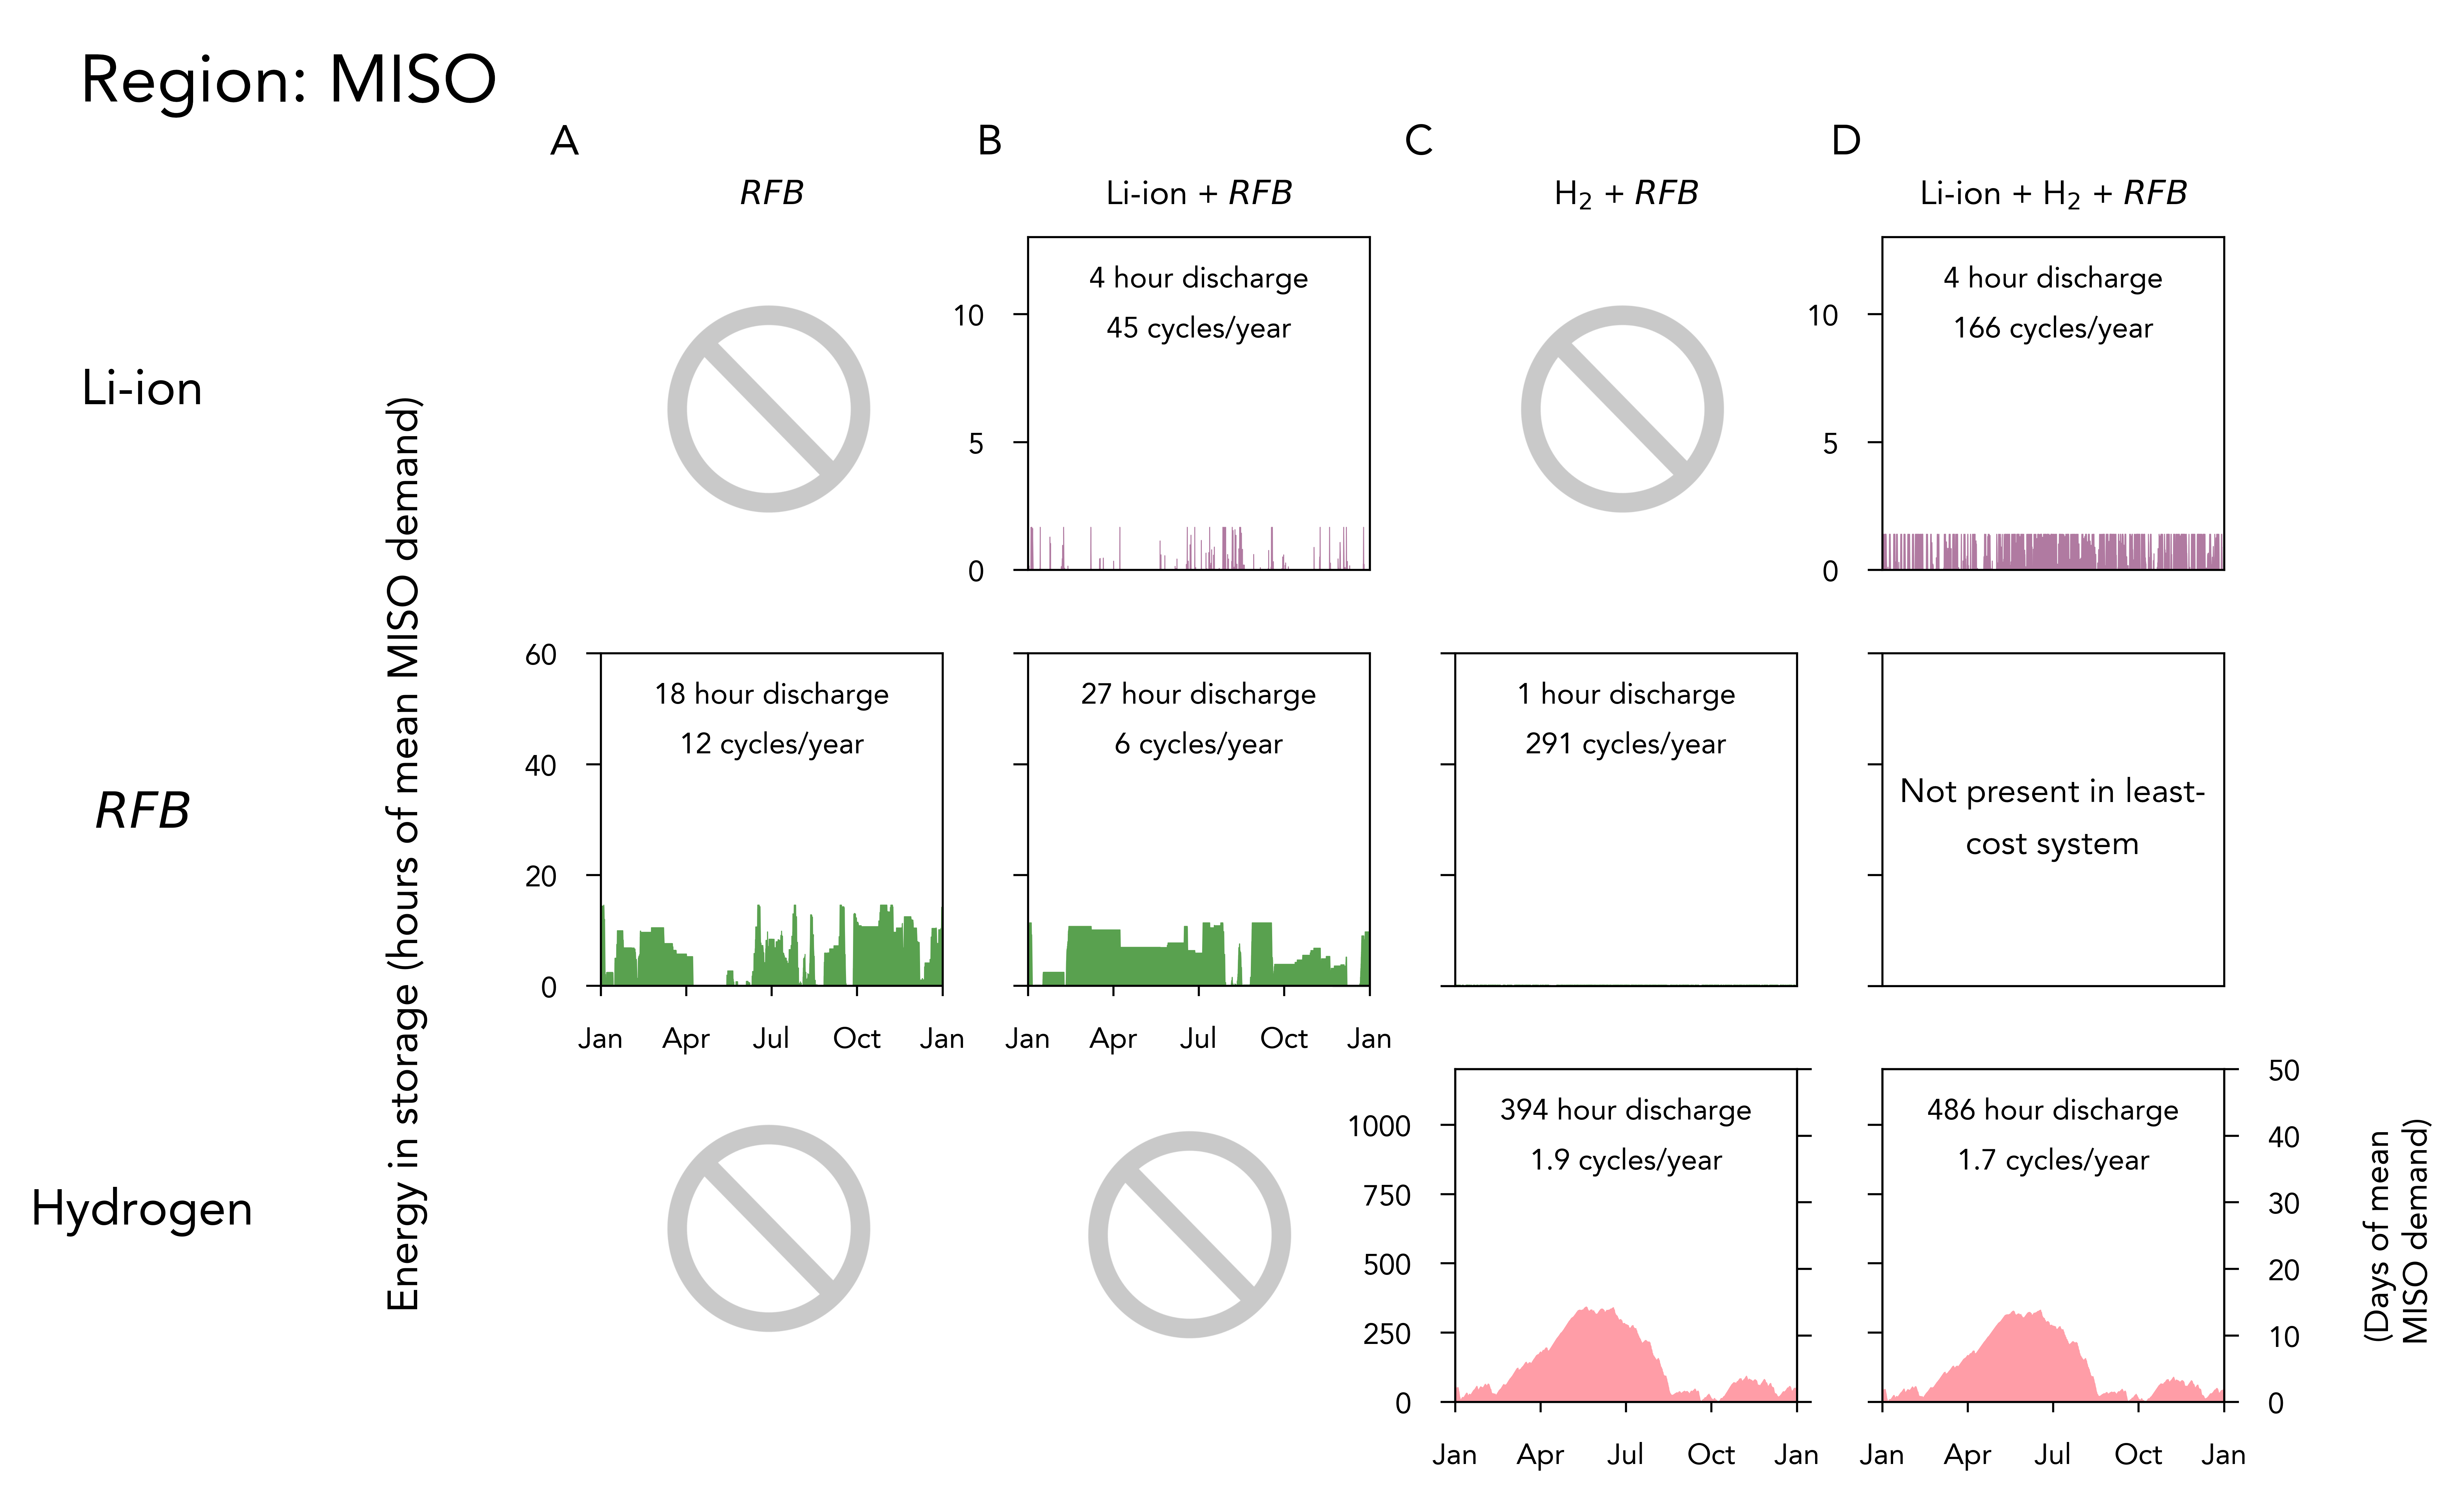 Region: MISO
A
B
C
D
RFB
Li-ion + RFB
H₂ + RFB
Li-ion + H₂ + RFB
Li-ion
10
5
0
4 hour discharge
45 cycles/year
10
5
0
4 hour discharge
166 cycles/year
Energy in storage (hours of mean MISO demand)
RFB
60
40
20
0
18 hour discharge
12 cycles/year
27 hour discharge
6 cycles/year
1 hour discharge
291 cycles/year
Not present in least-
cost system
Jan Apr Jul Oct Jan
Jan Apr Jul Oct Jan
Hydrogen
1000
750
500
250
0
394 hour discharge
1.9 cycles/year
486 hour discharge
1.7 cycles/year
50
40
30
20
10
0
(Days of mean
MISO demand)
Jan Apr Jul Oct Jan
Jan Apr Jul Oct Jan